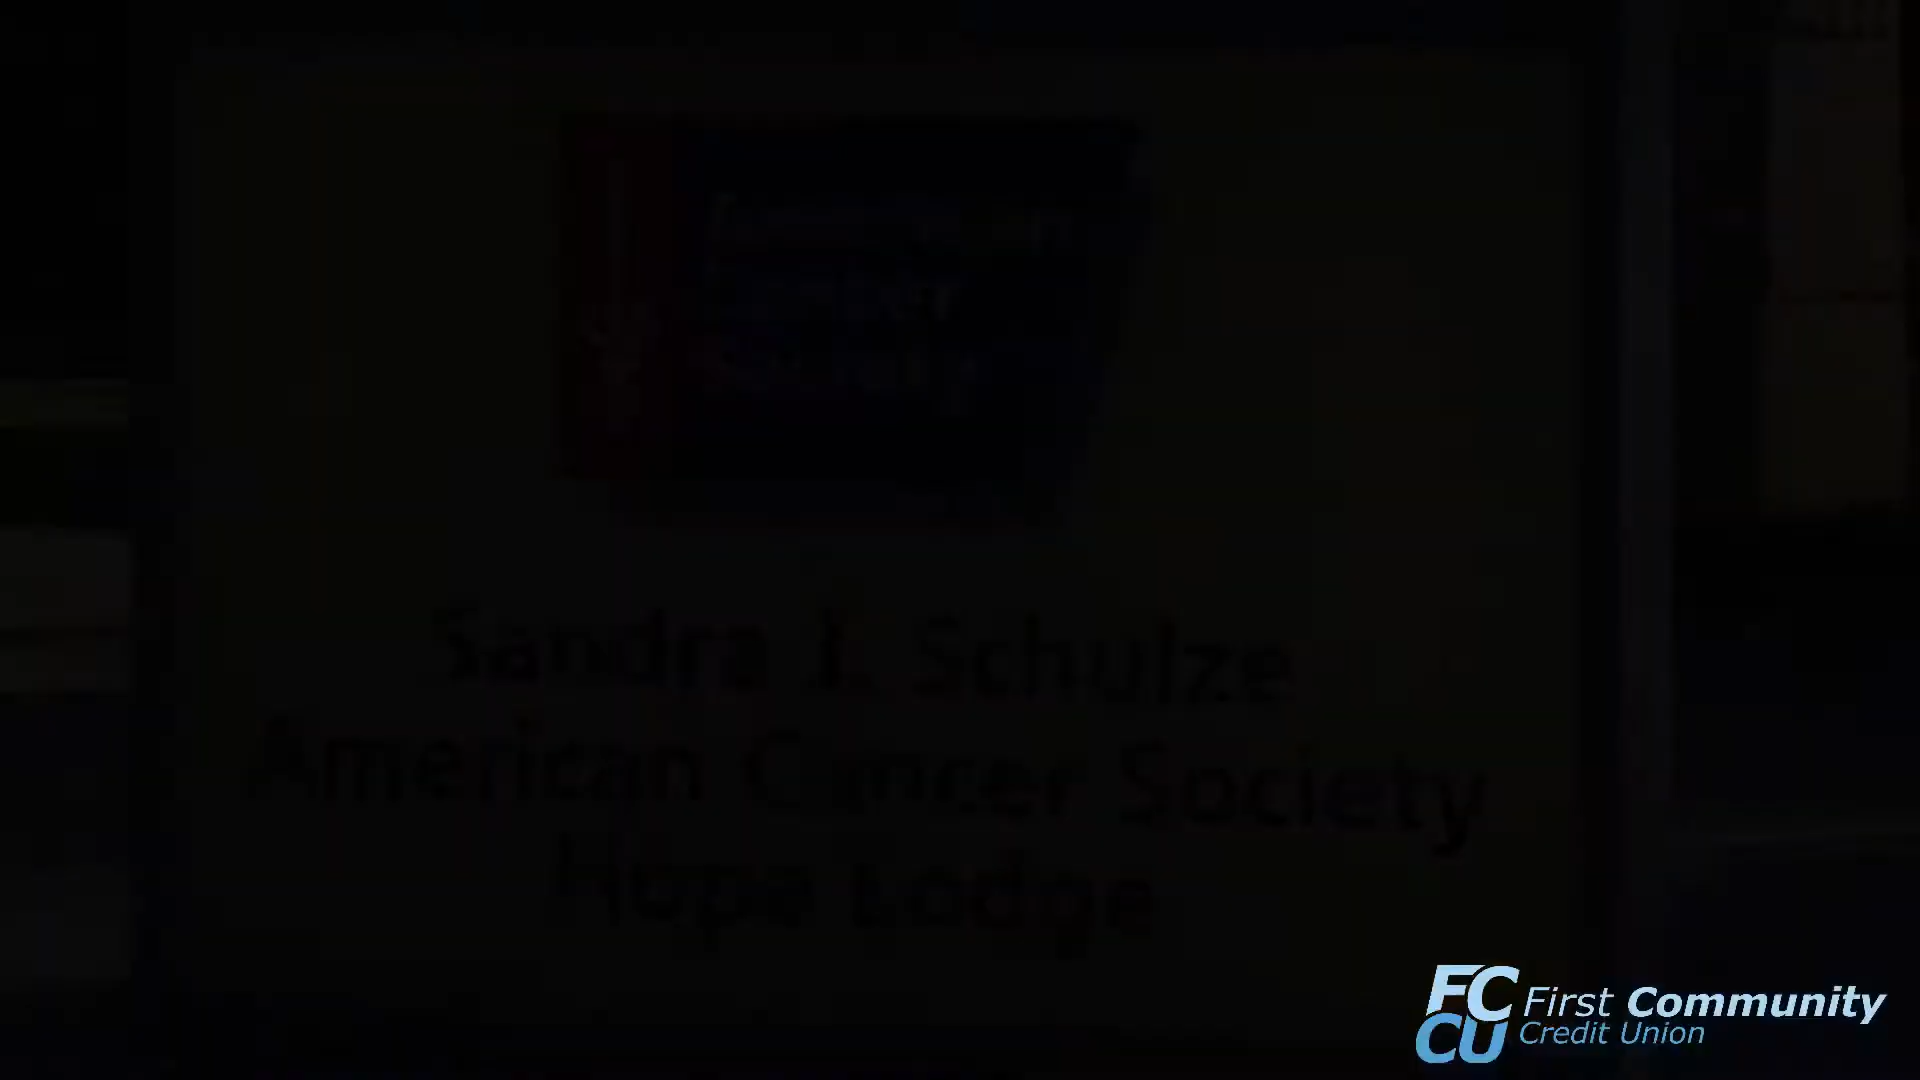 American
Cancer
Society
Sandra J. Schulze
American Cancer Society
Hope Lodge
FC
CU
First Community
Credit Union